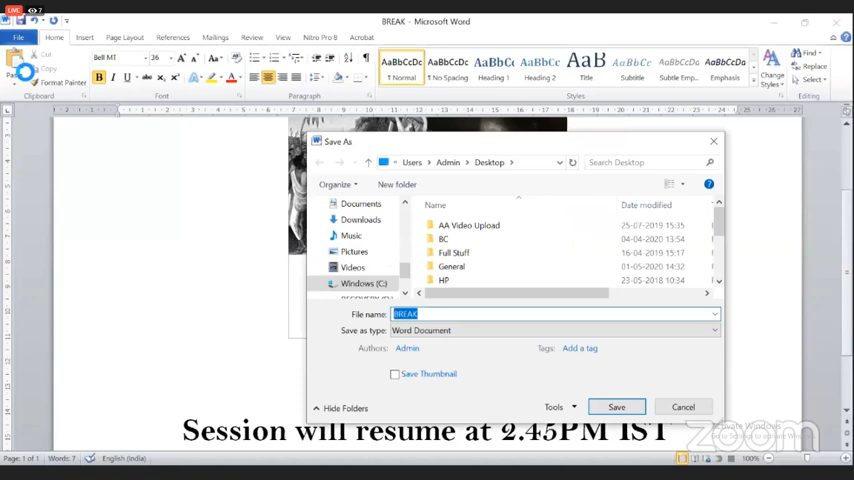 LIVE 7
BREAK - Microsoft Word
File Home Insert Page Layout References Mailings Review View Nitro Pro 8 Acrobat
Cut
Copy
Format Painter
Clipboard
Bell MT 36
Font
Paragraph
AaBbCcDc AaBbCcDc AaBbCc AaBbCc AaB AaBbCc. AaBbCcDc AaBbCcDc
¶ Normal No Spacing Heading 1 Heading 2 Title Subtitle Subtle Emp... Emphasis
Styles
Change Styles
Find
Replace
Select
Editing
Save As
« Users Admin Desktop
Search Desktop
Organize New folder
Documents
Downloads
Music
Pictures
Videos
Windows (C:)
Name Date modified
AA Video Upload 25-07-2019 15:35
BC 04-04-2020 13:54
Full Stuff 16-04-2019 15:17
General 01-05-2020 14:32
HP 23-05-2018 10:34
File name: BREAK
Save as type: Word Document
Authors: Admin Tags: Add a tag
Save Thumbnail
Hide Folders Tools Save Cancel
Session will resume at 2.45PM IST
Activate Windows
Go to Settings to activate Windows.
zoom
Page: 1 of 1 Words: 7 English (India) 100%